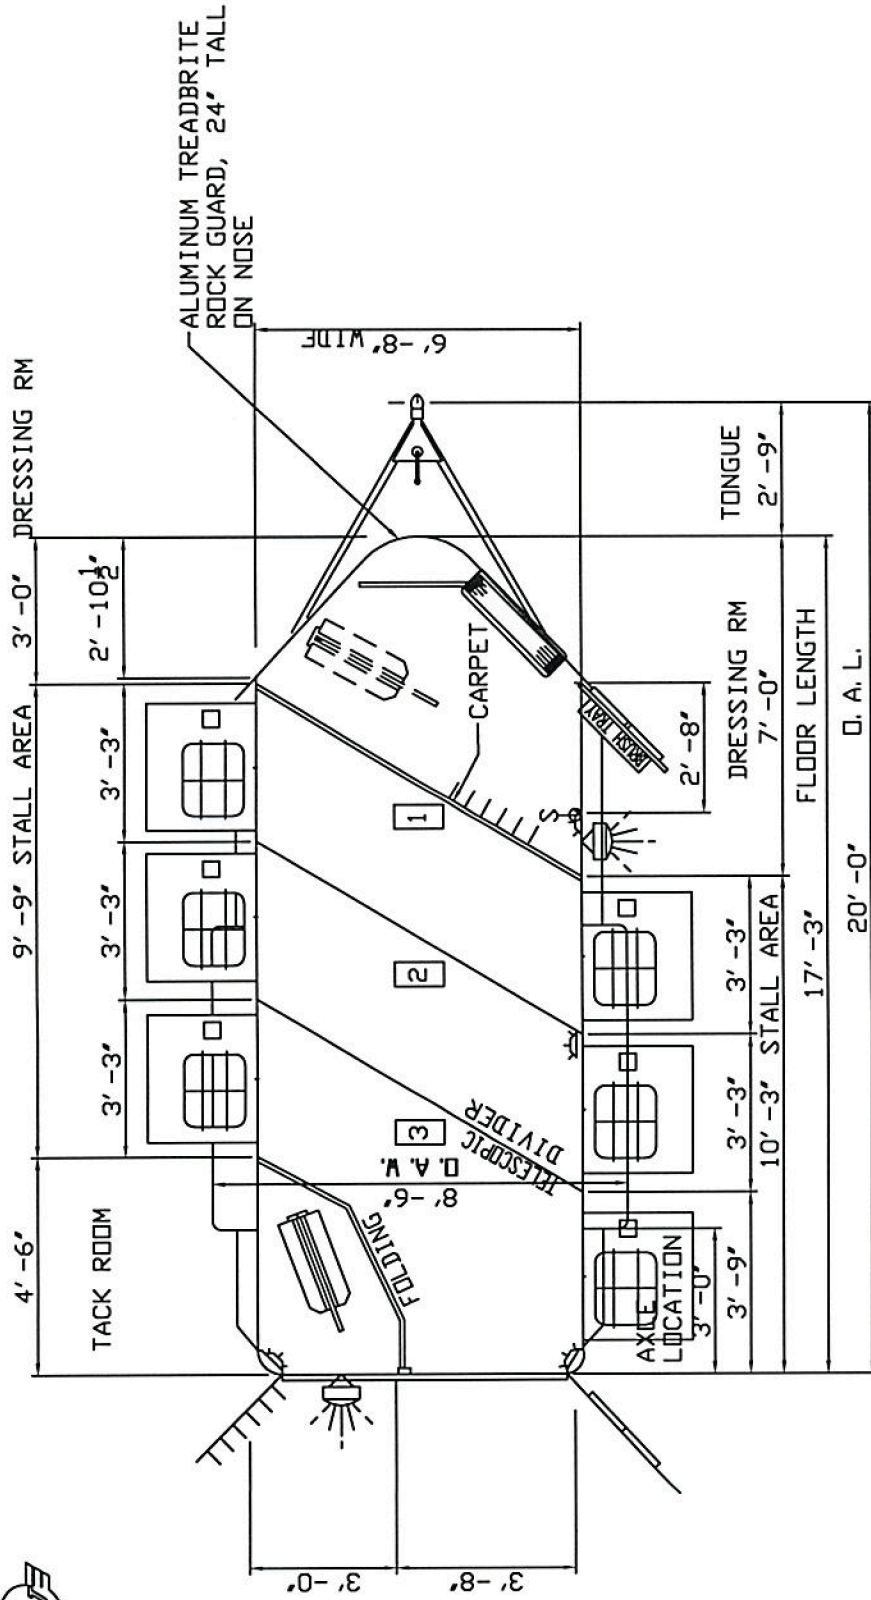 ALUMINUM TREADBRITE
ROCK GUARD, 24" TALL
ON NOSE
3'-0" DRESSING RM
2'-10½"
9'-9" STALL AREA
3'-3"
3'-3"
3'-3"
4'-6"
TACK ROOM
6'-8" WIDE
CARPET
BRUSH TRAY
S
1
2
3
TELESCOPIC
DIVIDER
8'-6"
O.A.W.
FOLDING
TONGUE
2'-9"
2'-8"
DRESSING RM
7'-0"
3'-3"
3'-3"
3'-9"
AXLE
LOCATION
3'-0"
10'-3" STALL AREA
FLOOR LENGTH
17'-3"
O.A.L.
20'-0"
3'-0"
3'-8"